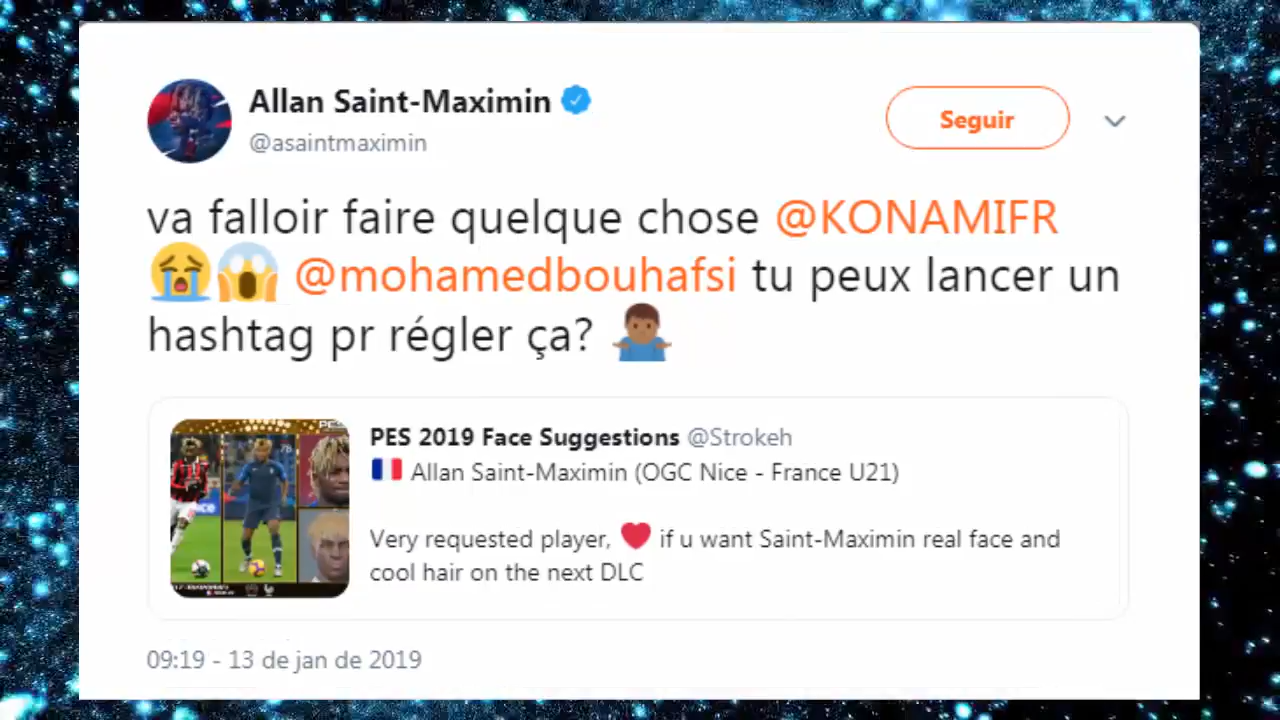 Allan Saint-Maximin
@asaintmaximin
Seguir
va falloir faire quelque chose @KONAMIFR
😭😱 @mohamedbouhafsi tu peux lancer un
hashtag pr régler ça? 🤷🏾‍♂️
PES 2019 Face Suggestions @Strokeh
🇫🇷 Allan Saint-Maximin (OGC Nice - France U21)
Very requested player, ❤️ if u want Saint-Maximin real face and
cool hair on the next DLC
09:19 - 13 de jan de 2019